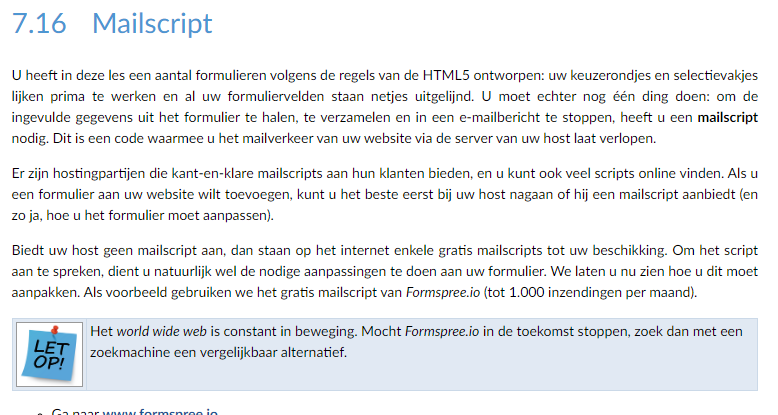 7.16 Mailscript
U heeft in deze les een aantal formulieren volgens de regels van de HTML5 ontworpen: uw keuzerondjes en selectievakjes
lijken prima te werken en al uw formuliervelden staan netjes uitgelijnd. U moet echter nog één ding doen: om de
ingevulde gegevens uit het formulier te halen, te verzamelen en in een e-mailbericht te stoppen, heeft u een mailscript
nodig. Dit is een code waarmee u het mailverkeer van uw website via de server van uw host laat verlopen.
Er zijn hostingpartijen die kant-en-klare mailscripts aan hun klanten bieden, en u kunt ook veel scripts online vinden. Als u
een formulier aan uw website wilt toevoegen, kunt u het beste eerst bij uw host nagaan of hij een mailscript aanbiedt (en
zo ja, hoe u het formulier moet aanpassen).
Biedt uw host geen mailscript aan, dan staan op het internet enkele gratis mailscripts tot uw beschikking. Om het script
aan te spreken, dient u natuurlijk wel de nodige aanpassingen te doen aan uw formulier. We laten u nu zien hoe u dit moet
aanpakken. Als voorbeeld gebruiken we het gratis mailscript van Formspree.io (tot 1.000 inzendingen per maand).
LET
OP!
Het world wide web is constant in beweging. Mocht Formspree.io in de toekomst stoppen, zoek dan met een
zoekmachine een vergelijkbaar alternatief.
• Ga naar www.formspree.io